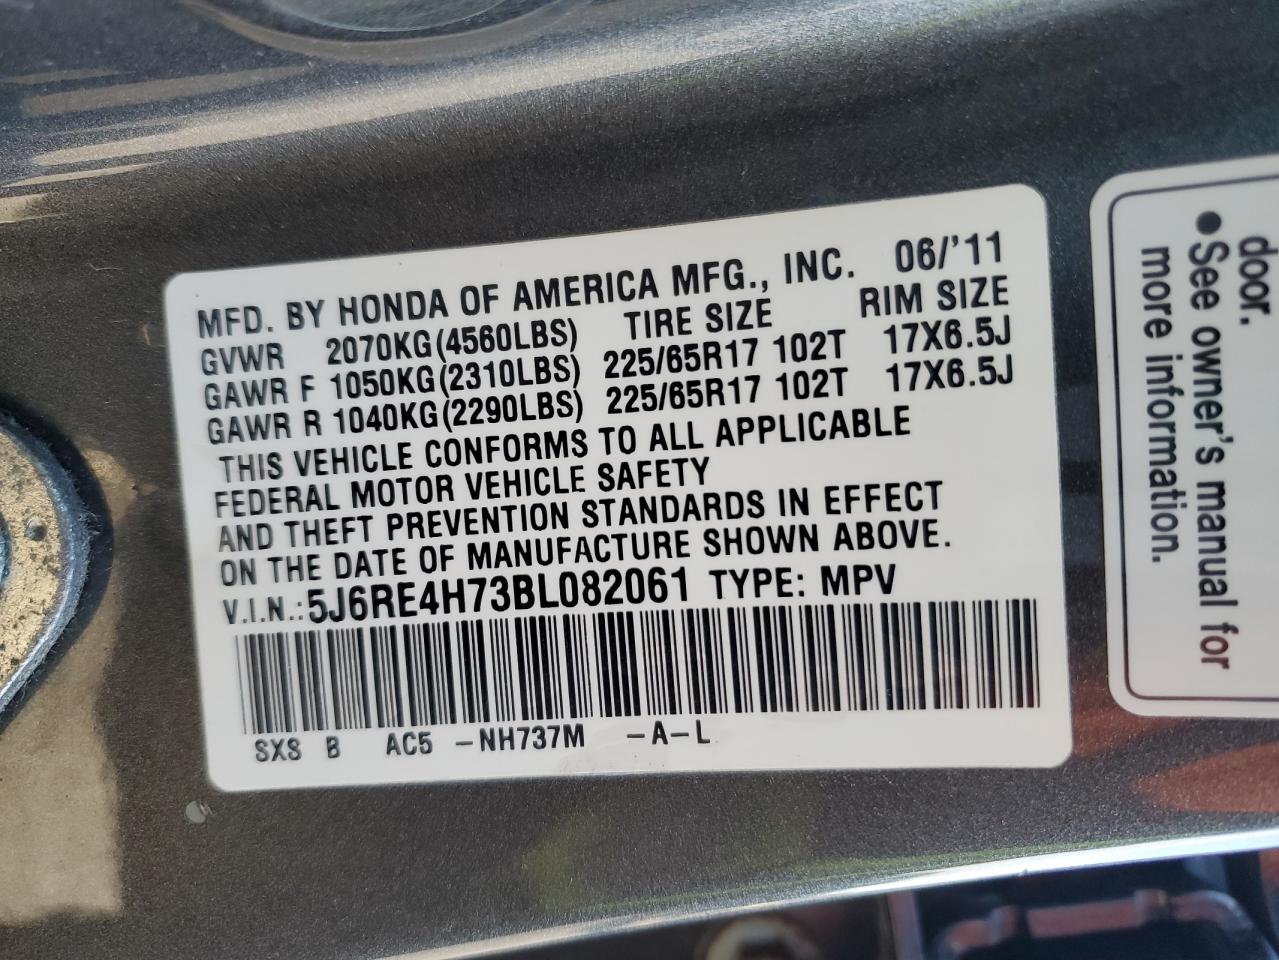 MFD. BY HONDA OF AMERICA MFG., INC. 06/'11
GVWR 2070KG(4560LBS) TIRE SIZE RIM SIZE
GAWR F 1050KG(2310LBS) 225/65R17 102T 17X6.5J
GAWR R 1040KG(2290LBS) 225/65R17 102T 17X6.5J
THIS VEHICLE CONFORMS TO ALL APPLICABLE
FEDERAL MOTOR VEHICLE SAFETY
AND THEFT PREVENTION STANDARDS IN EFFECT
ON THE DATE OF MANUFACTURE SHOWN ABOVE.
V.I.N.:5J6RE4H73BL082061 TYPE: MPV
SXS B AC5 -NH737M -A-L
door.
●See owner's manual for
more information.